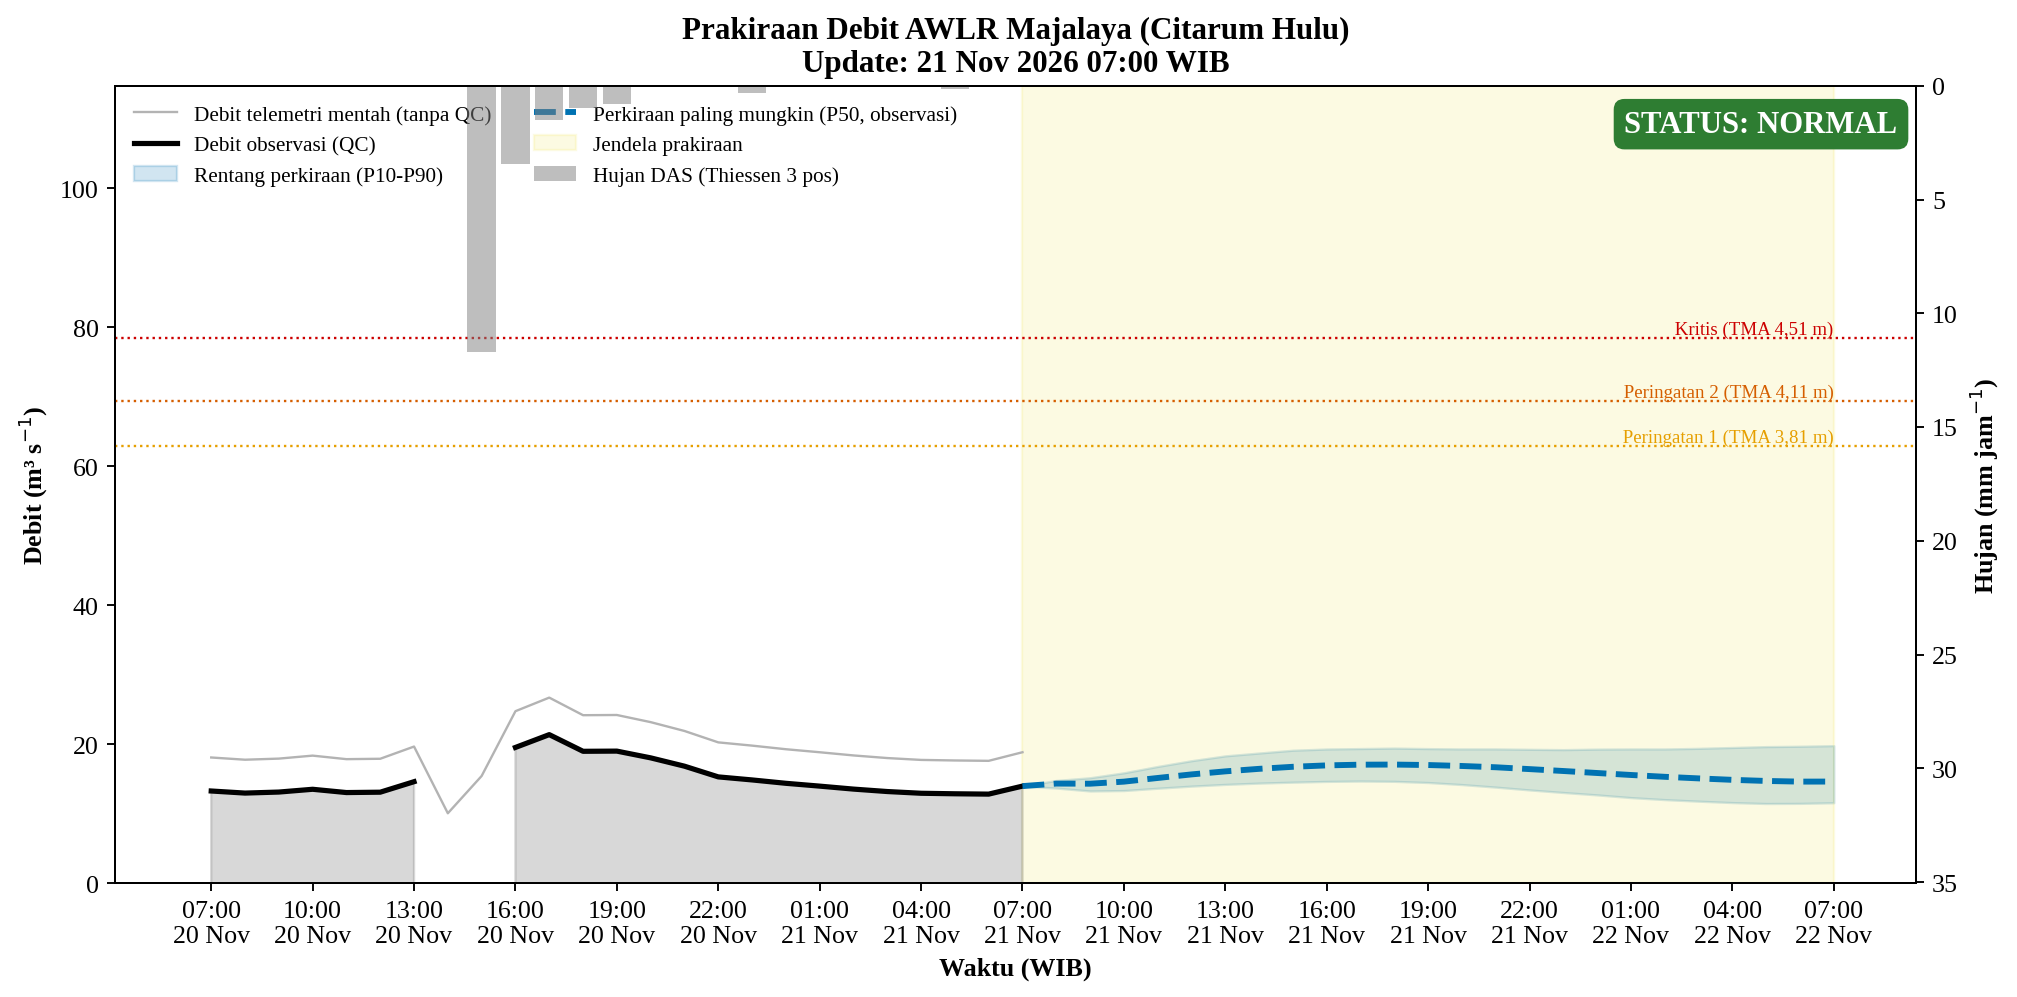 Prakiraan Debit AWLR Majalaya (Citarum Hulu)
Update: 21 Nov 2026 07:00 WIB
Debit telemetri mentah (tanpa QC)
Debit observasi (QC)
Rentang perkiraan (P10-P90)
Perkiraan paling mungkin (P50, observasi)
Jendela prakiraan
Hujan DAS (Thiessen 3 pos)
STATUS: NORMAL
Kritis (TMA 4,51 m)
Peringatan 2 (TMA 4,11 m)
Peringatan 1 (TMA 3,81 m)
Debit (m³ s⁻¹)
100
80
60
40
20
0
Hujan (mm jam⁻¹)
0
5
10
15
20
25
30
35
07:00 10:00 13:00 16:00 19:00 22:00 01:00 04:00 07:00 10:00 13:00 16:00 19:00 22:00 01:00 04:00 07:00
20 Nov 20 Nov 20 Nov 20 Nov 20 Nov 20 Nov 21 Nov 21 Nov 21 Nov 21 Nov 21 Nov 21 Nov 21 Nov 21 Nov 22 Nov 22 Nov 22 Nov
Waktu (WIB)